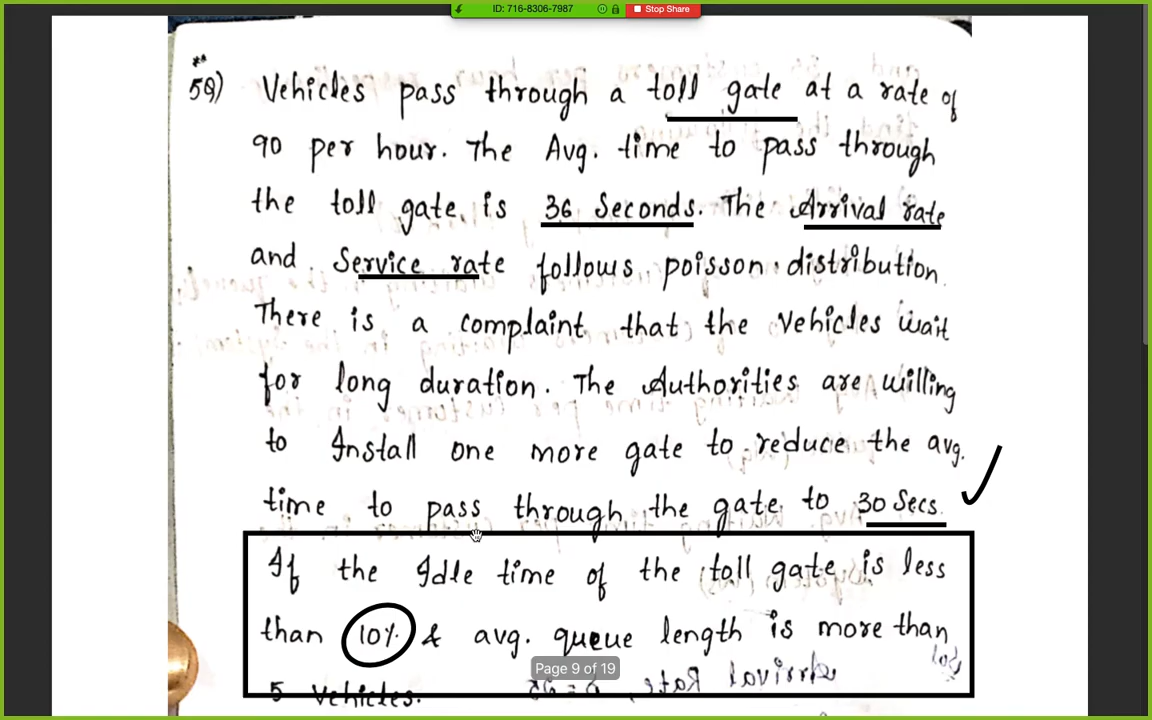 ID: 716-8306-7987
Stop Share
**
5Q) Vehicles pass through a toll gate at a rate of
90 per hour. The Avg. time to pass through
the toll gate is 36 Seconds. The Arrival rate
and Service rate follows poisson distribution
There is a complaint that the vehicles wait
for long duration. The Authorities are willing
to Install one more gate to reduce the avg.
time to pass through the gate to 30 Secs.
If the Idle time of the toll gate is less
than 10% & avg. queue length is more than
Page 9 of 19
5 vehicles.